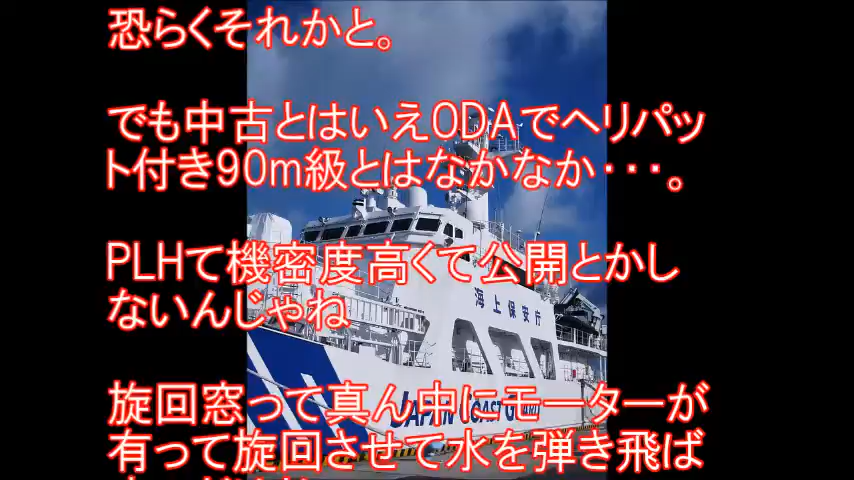 恐らくそれかと。
でも中古とはいえODAでヘリパッ
ト付き90m級とはなかなか・・・。
PLHて機密度高くて公開とかし
ないんじゃね
海上保安庁
JAPAN COAST GUARD
旋回窓って真ん中にモーターが
有って旋回させて水を弾き飛ば